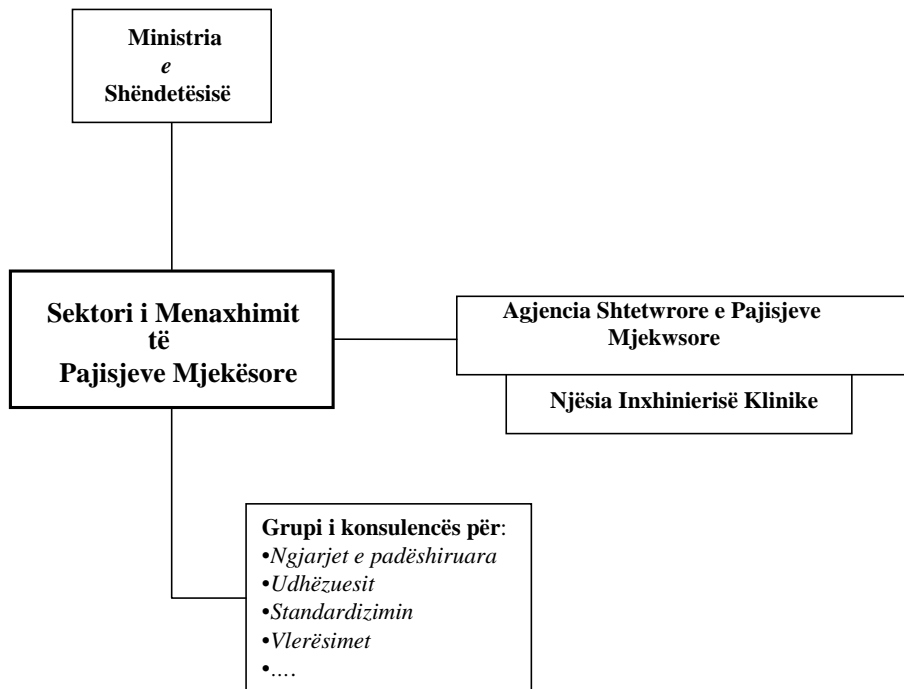 Ministria
e
Shëndetësisë
Sektori i Menaxhimit
të
Pajisjeve Mjekësore
Agjencia Shtetwrore e Pajisjeve
Mjekwsore
Njësia Inxhinierisë Klinike
Grupi i konsulencës për:
•Ngjarjet e padëshiruara
•Udhëzuesit
•Standardizimin
•Vlerësimet
•….